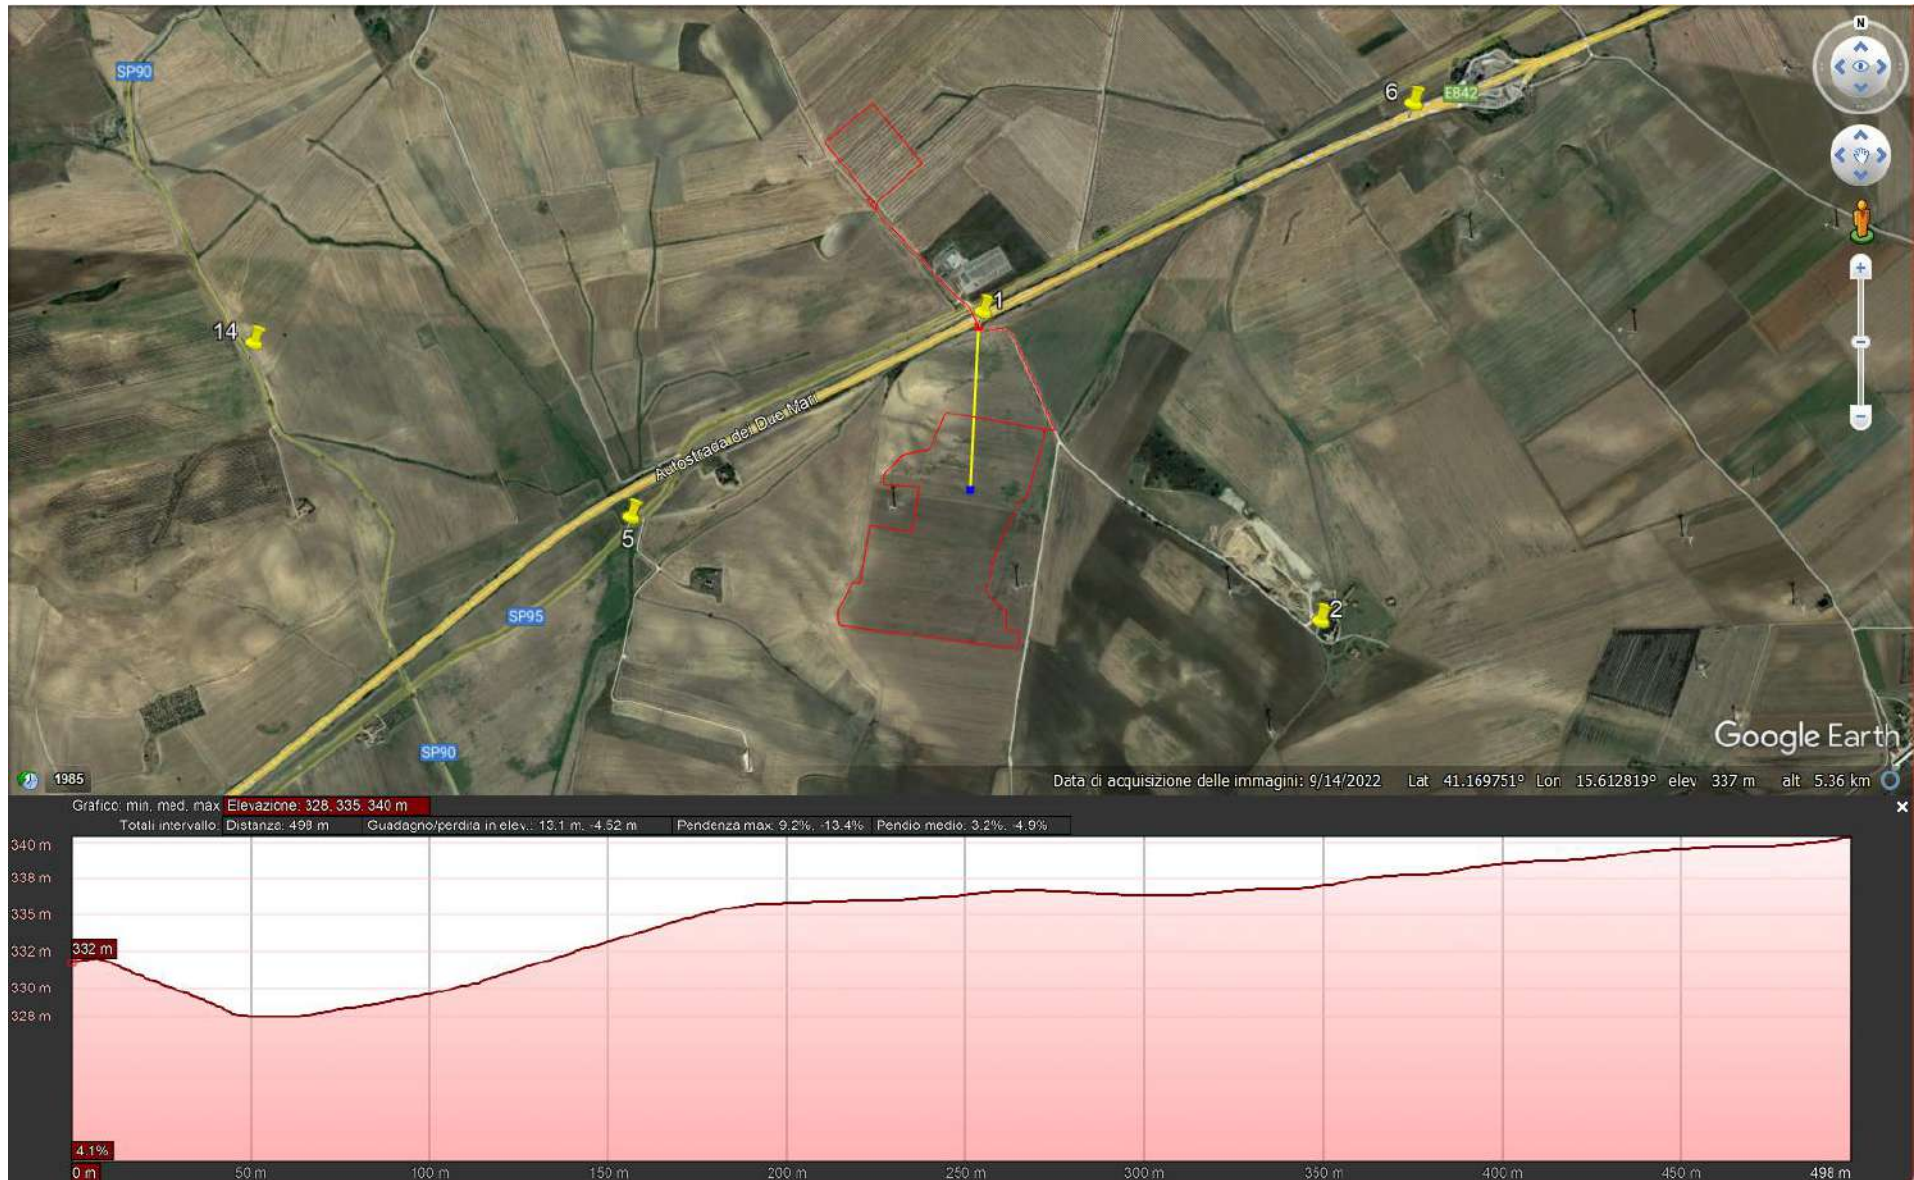 N
SP90
6
E842
1
14
Autostrada dei Due Mari
5
SP95
2
SP90
Google Earth
1985
Data di acquisizione delle immagini: 9/14/2022 Lat 41.169751° Lon 15.612819° elev 337 m alt 5.36 km
Grafico: min, med, max Elevazione: 328, 335, 340 m
Totali intervallo: Distanza: 498 m Guadagno/perdita in elev.: 13.1 m, -4.52 m Pendenza max: 9.2%, -13.4% Pendio medio: 3.2%, -4.9%
340 m
338 m
335 m
332 m 332 m
330 m
328 m
4.1%
0 m 50 m 100 m 150 m 200 m 250 m 300 m 350 m 400 m 450 m 498 m